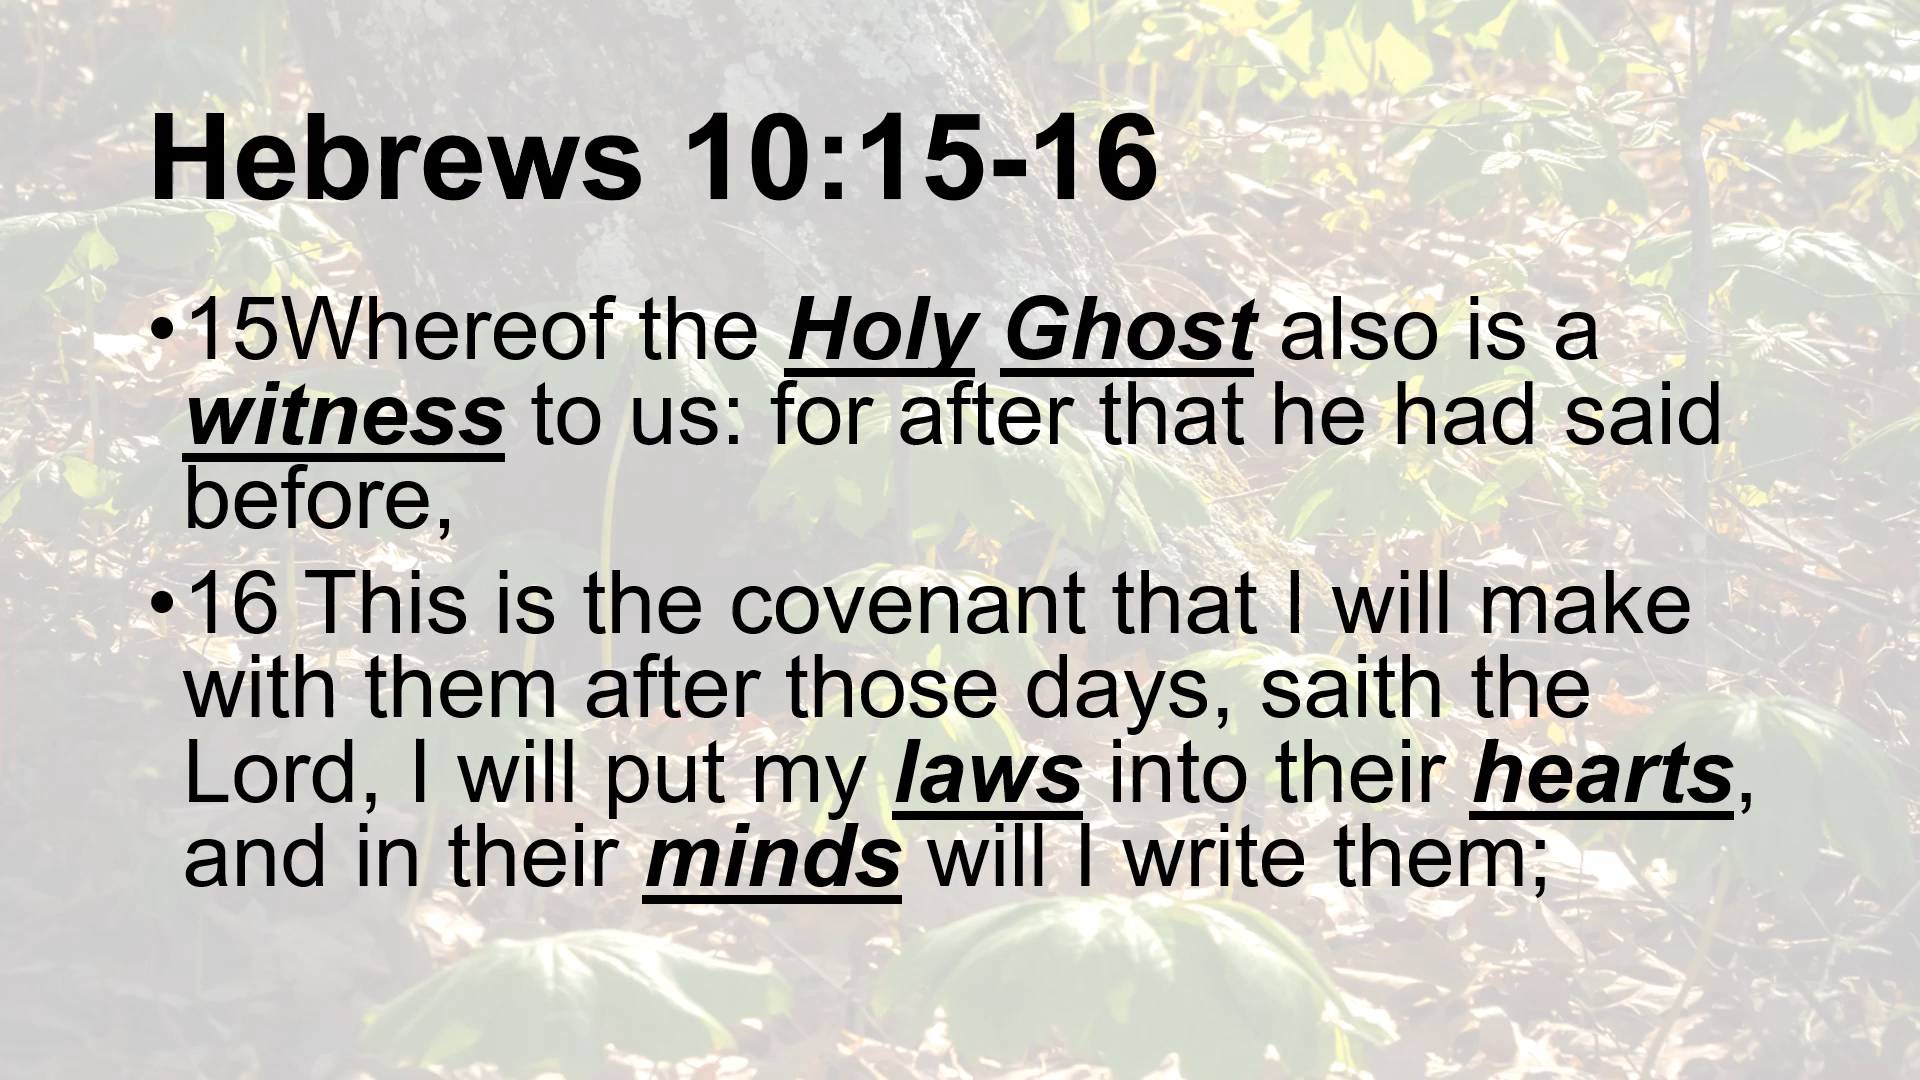 Hebrews 10:15-16
•15Whereof the Holy Ghost also is a
witness to us: for after that he had said
before,
•16 This is the covenant that I will make
with them after those days, saith the
Lord, I will put my laws into their hearts,
and in their minds will I write them;